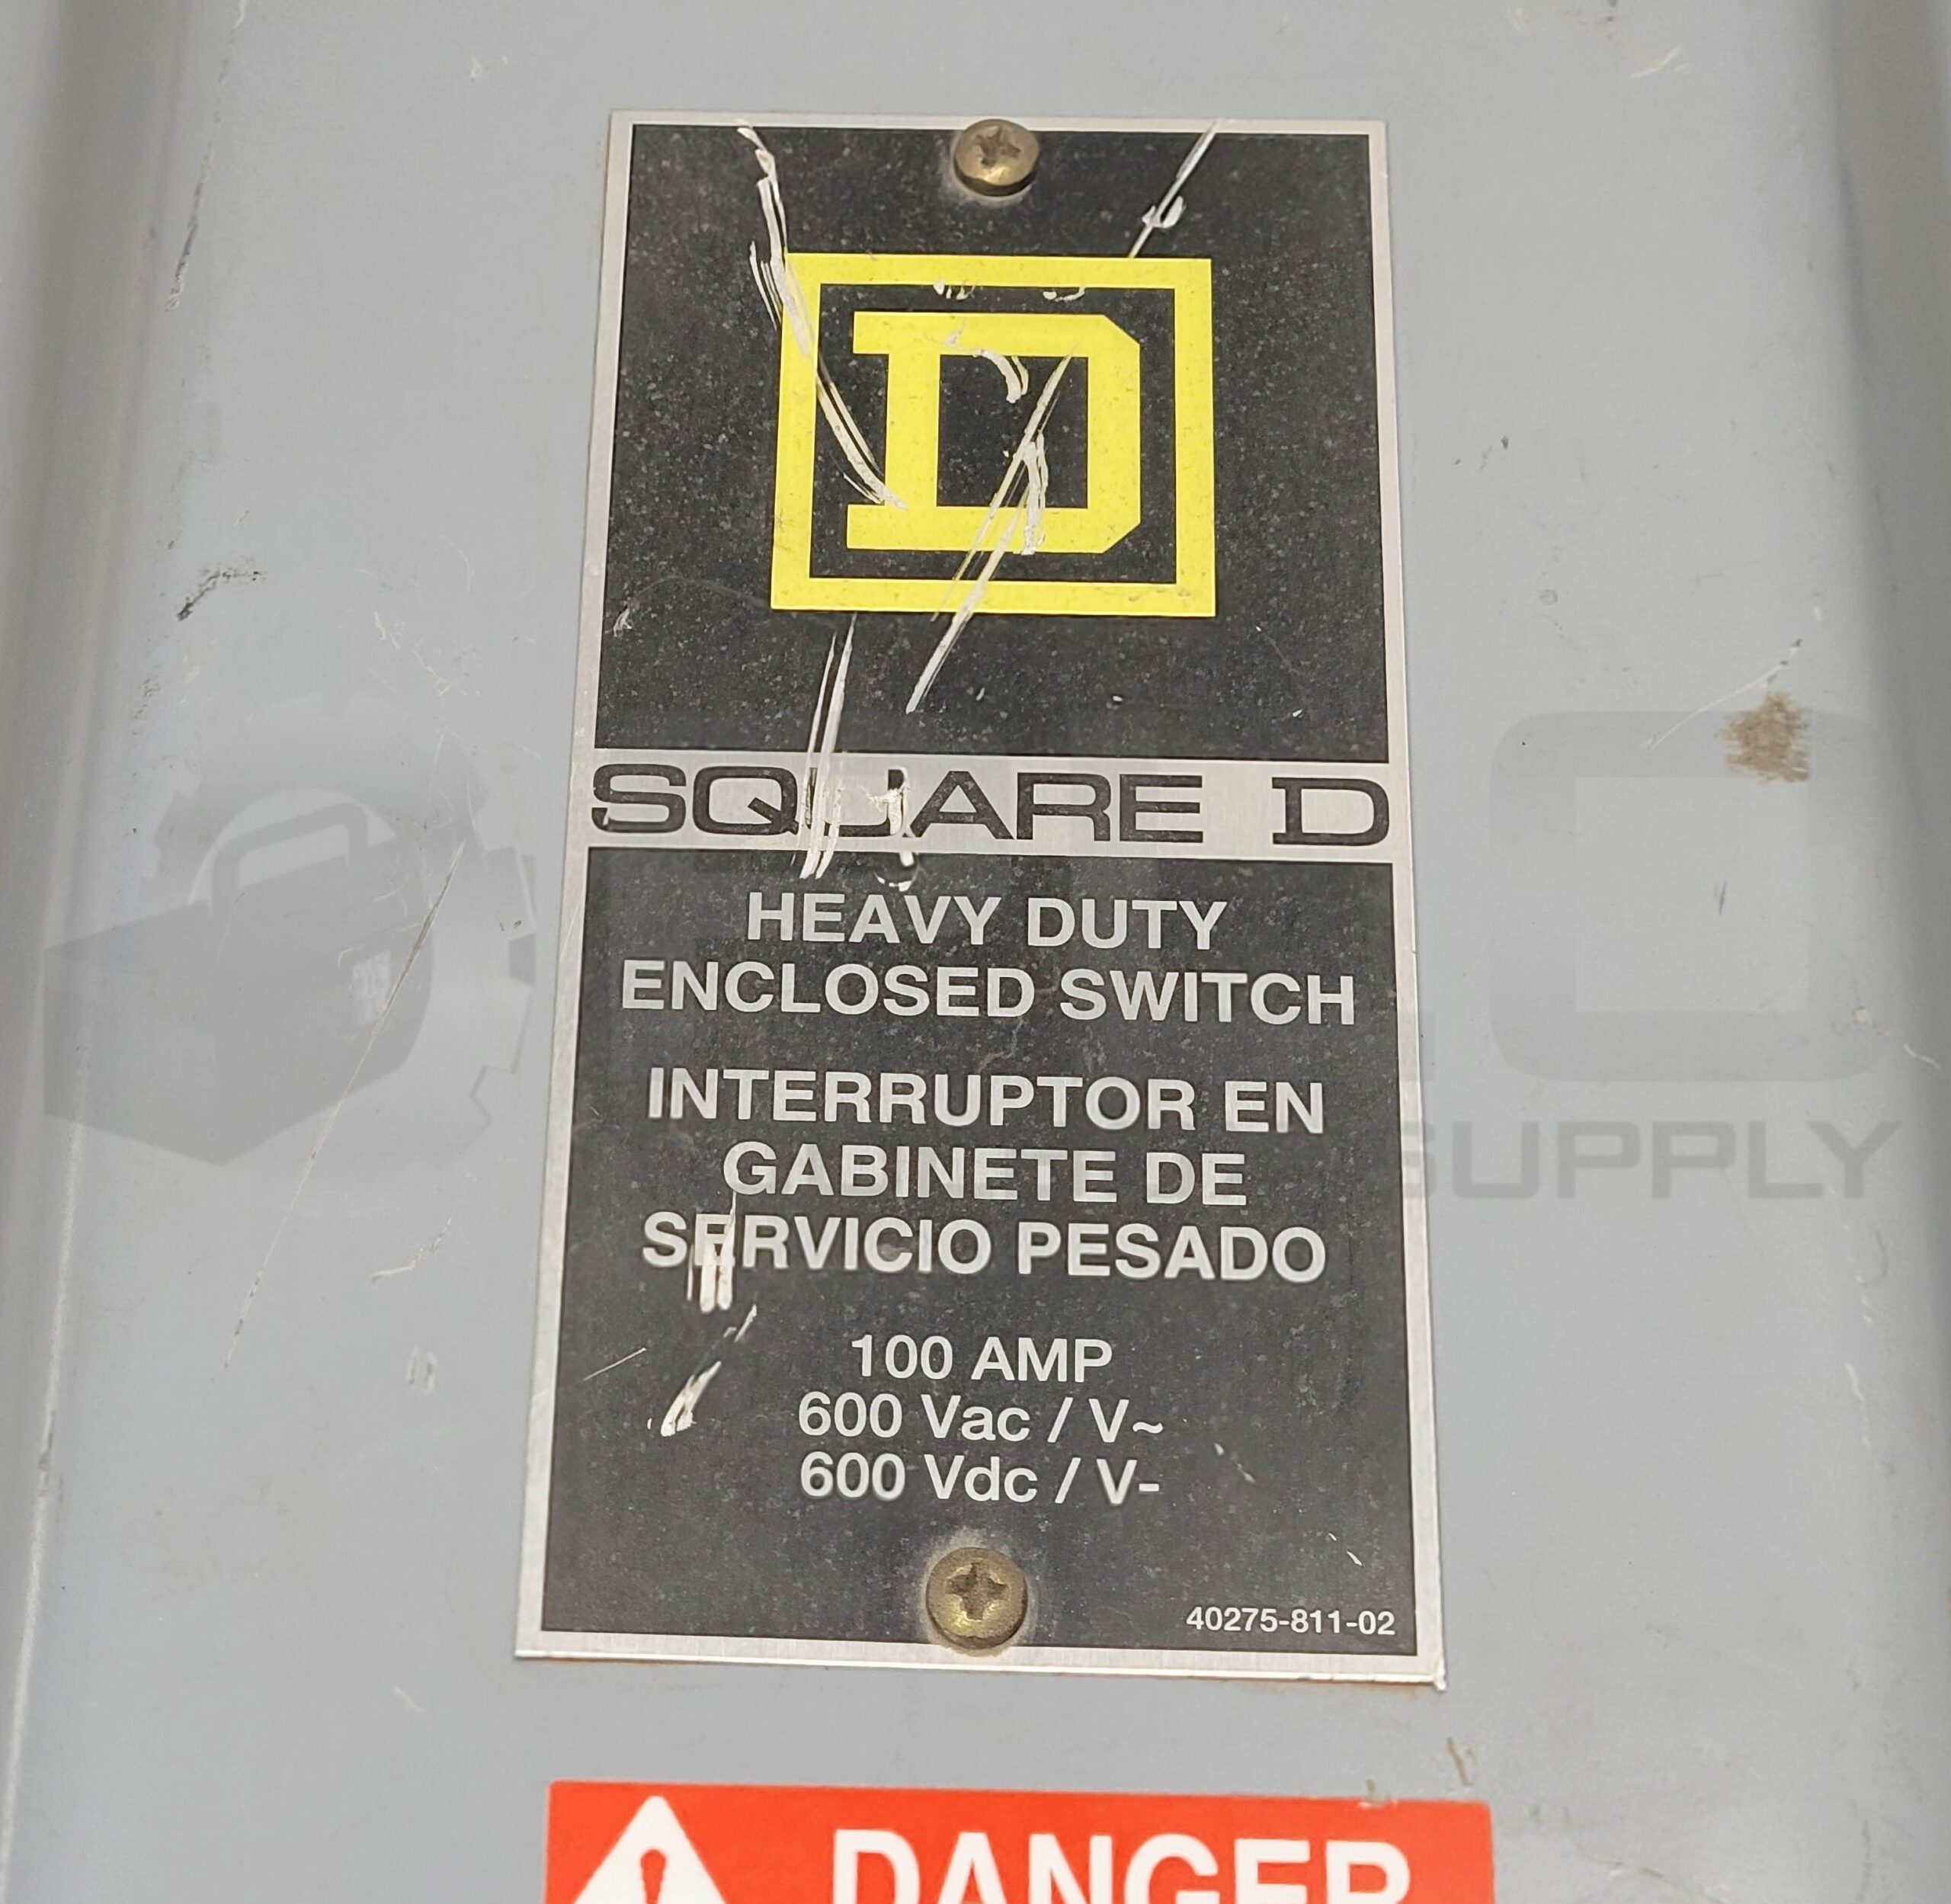 D
SQUARE D
HEAVY DUTY
ENCLOSED SWITCH
INTERRUPTOR EN
GABINETE DE
SERVICIO PESADO
100 AMP
600 Vac / V~
600 Vdc / V-
40275-811-02
SUPPLY
DANGER